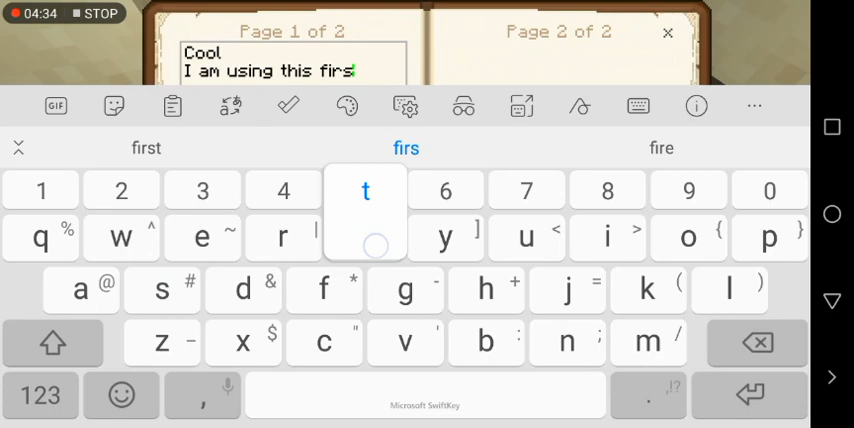 04:34 STOP
Page 1 of 2
Page 2 of 2
Cool
I am using this firs
GIF
first firs fire
1 2 3 4 t 6 7 8 9 0
q % w ^ e ~ r | y ] u < i > o { p }
a @ s # d & f * g - h + j = k ( l )
z _ x $ c " v ' b : n ; m /
123 , . ,!?
Microsoft SwiftKey